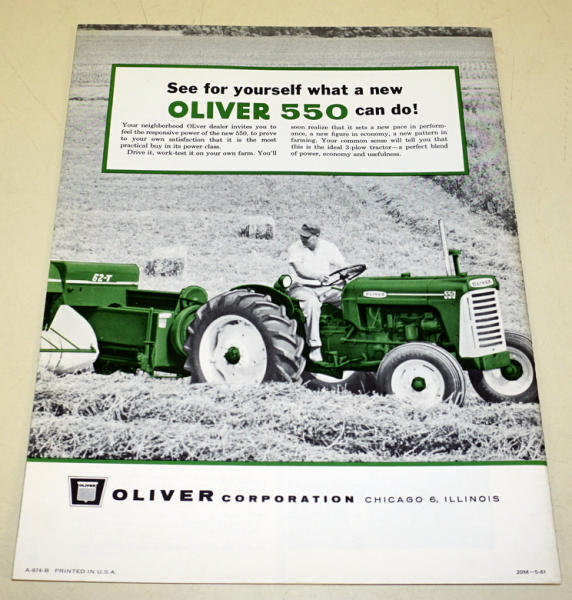 See for yourself what a new
OLIVER 550 can do!
Your neighborhood Oliver dealer invites you to
feel the responsive power of the new 550, to prove
to your own satisfaction that it is the most
practical buy in its power class.
Drive it, work-test it on your own farm. You'll
soon realize that it sets a new pace in perform-
ance, a new figure in economy, a new pattern in
farming. Your common sense will tell you that
this is the ideal 3-plow tractor—a perfect blend
of power, economy and usefulness.
62-T
OLIVER
550
OLIVER
OLIVER
OLIVER CORPORATION CHICAGO 6, ILLINOIS
A-874-B PRINTED IN U.S.A.
20M—5-61